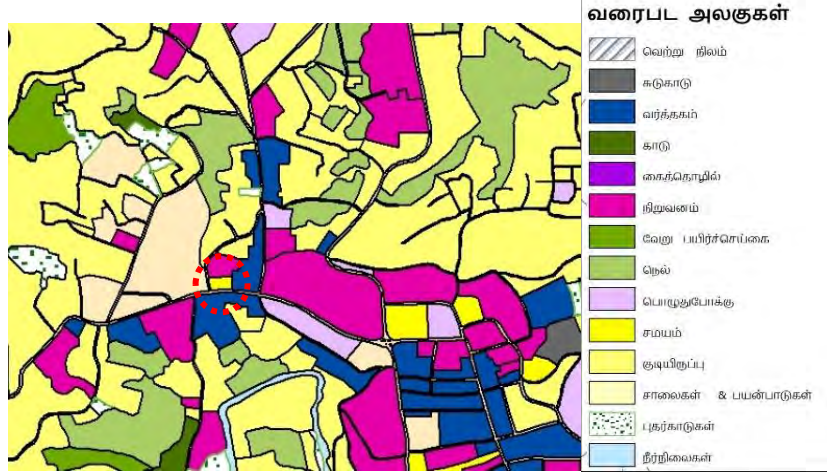 வரைபட அலகுகள்
வெற்று நிலம்
சுடுகாடு
வர்த்தகம்
காடு
கைத்தொழில்
நிறுவனம்
வேறு பயிர்ச்செய்கை
நெல்
பொழுதுபோக்கு
சமயம்
குடியிருப்பு
சாலைகள் & பயன்பாடுகள்
புதர்காடுகள்
நீர்நிலைகள்